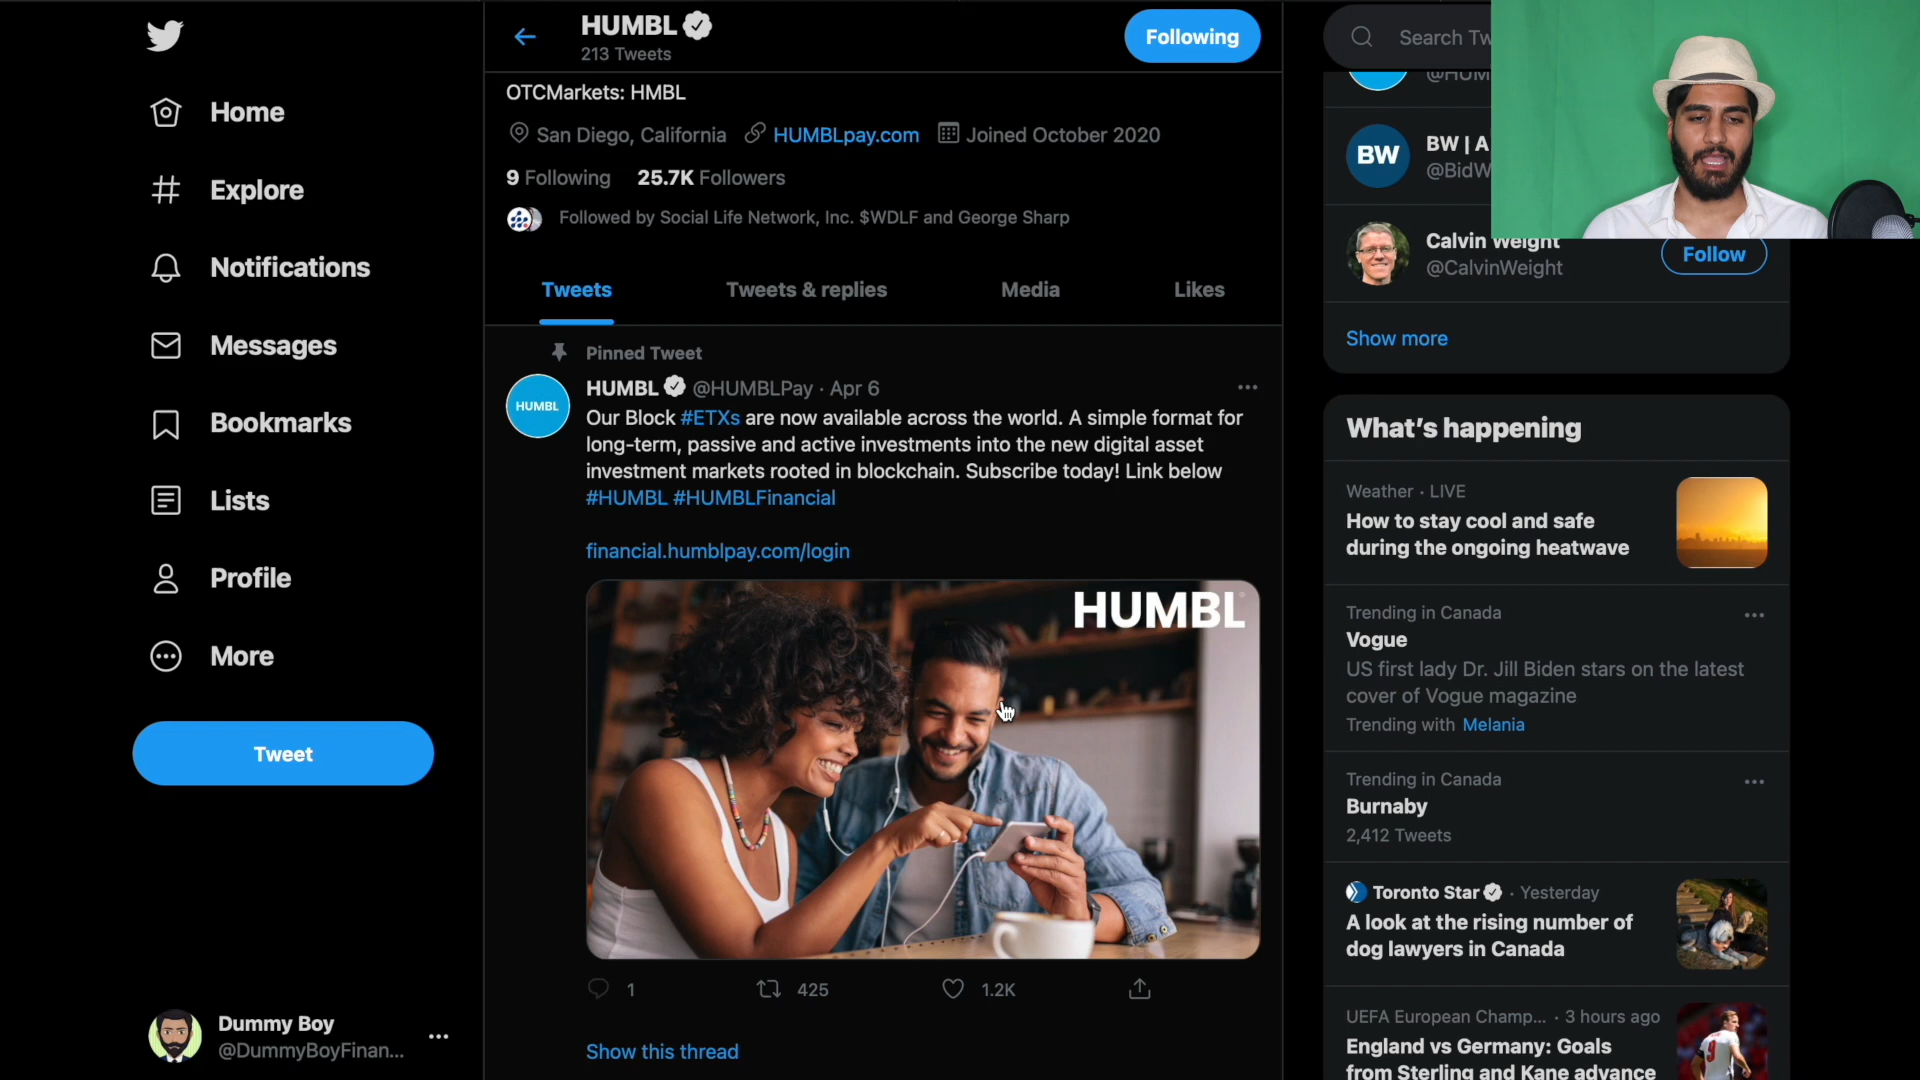 Home
Explore
Notifications
Messages
Bookmarks
Lists
Profile
More
Tweet
Dummy Boy
@DummyBoyFinan...
HUMBL
213 Tweets
Following
OTCMarkets: HMBL
San Diego, California HUMBLpay.com Joined October 2020
9 Following 25.7K Followers
Followed by Social Life Network, Inc. $WDLF and George Sharp
Tweets Tweets & replies Media Likes
Pinned Tweet
HUMBL
HUMBL @HUMBLPay · Apr 6
Our Block #ETXs are now available across the world. A simple format for
long-term, passive and active investments into the new digital asset
investment markets rooted in blockchain. Subscribe today! Link below
#HUMBL #HUMBLFinancial
financial.humblpay.com/login
HUMBL
1 425 1.2K
Show this thread
Search Tw
@HUM
BW
BW | A
@BidW
Calvin Weight
@CalvinWeight
Follow
Show more
What's happening
Weather · LIVE
How to stay cool and safe
during the ongoing heatwave
Trending in Canada
Vogue
US first lady Dr. Jill Biden stars on the latest
cover of Vogue magazine
Trending with Melania
Trending in Canada
Burnaby
2,412 Tweets
Toronto Star · Yesterday
A look at the rising number of
dog lawyers in Canada
UEFA European Champ... · 3 hours ago
England vs Germany: Goals
from Sterling and Kane advance
9